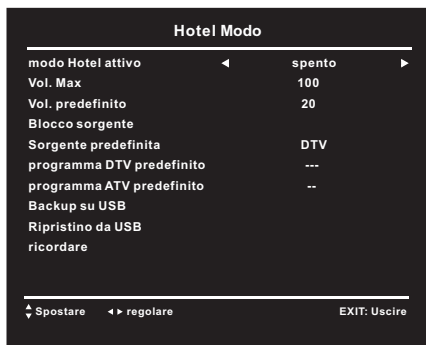 Hotel Modo
modo Hotel attivo ◀ spento ▶
Vol. Max 100
Vol. predefinito 20
Blocco sorgente
Sorgente predefinita DTV
programma DTV predefinito ---
programma ATV predefinito --
Backup su USB
Ripristino da USB
ricordare
Spostare ◀ ▶ regolare EXIT: Uscire